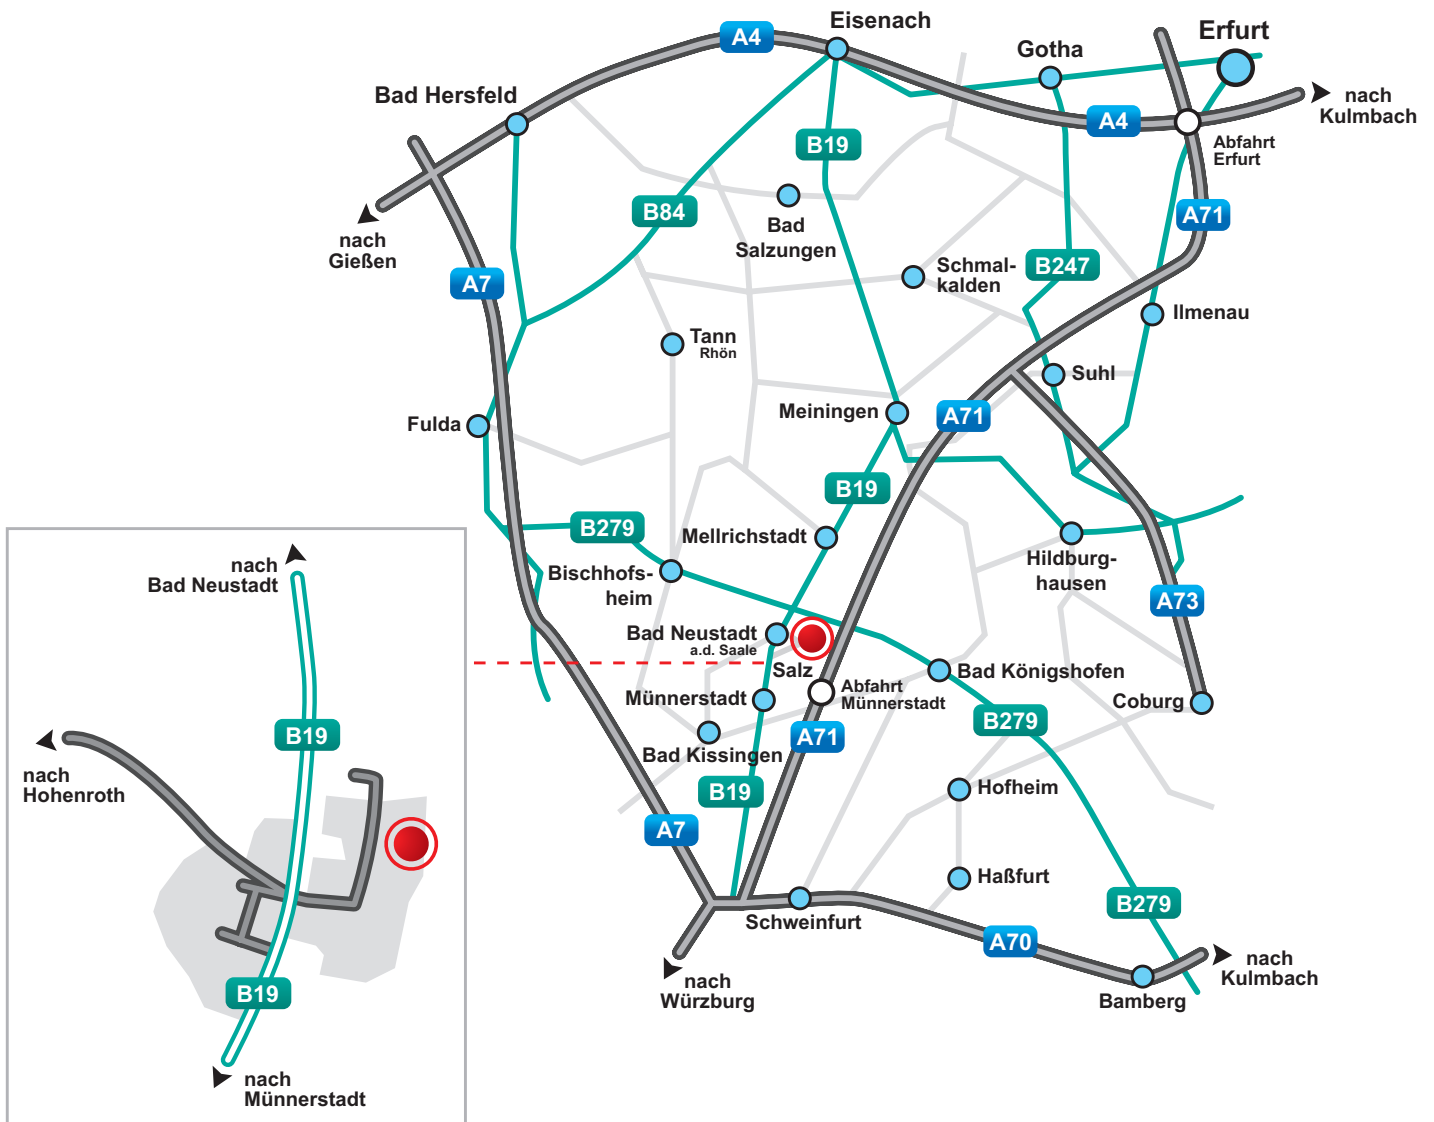 Eisenach
Erfurt
A4
Gotha
Bad Hersfeld
nach
Kulmbach
A4
B19
Abfahrt
Erfurt
B84
A71
Bad
Salzungen
nach
Gießen
Schmal-
kalden
B247
A7
Ilmenau
Tann
Rhön
Suhl
Meiningen
A71
Fulda
B19
B279
Mellrichstadt
Bischhofs-
heim
Hildburg-
hausen
A73
Bad Neustadt
a.d. Saale
Salz
Bad Königshofen
Münnerstadt
Abfahrt
Münnerstadt
Coburg
B279
A71
Bad Kissingen
B19
Hofheim
A7
Haßfurt
B279
Schweinfurt
A70
nach
Würzburg
nach
Kulmbach
Bamberg
nach
Bad Neustadt
B19
nach
Hohenroth
B19
nach
Münnerstadt